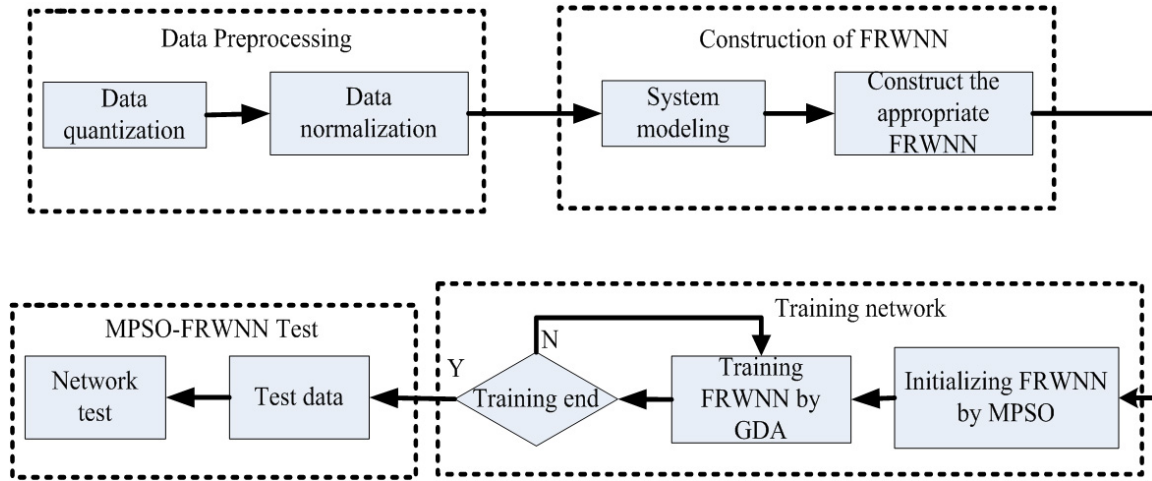 Data Preprocessing
Data
quantization
Data
normalization
Construction of FRWNN
System
modeling
Construct the
appropriate
FRWNN
Training network
Initializing FRWNN
by MPSO
Training
FRWNN by
GDA
N
Training end
Y
MPSO-FRWNN Test
Test data
Network
test